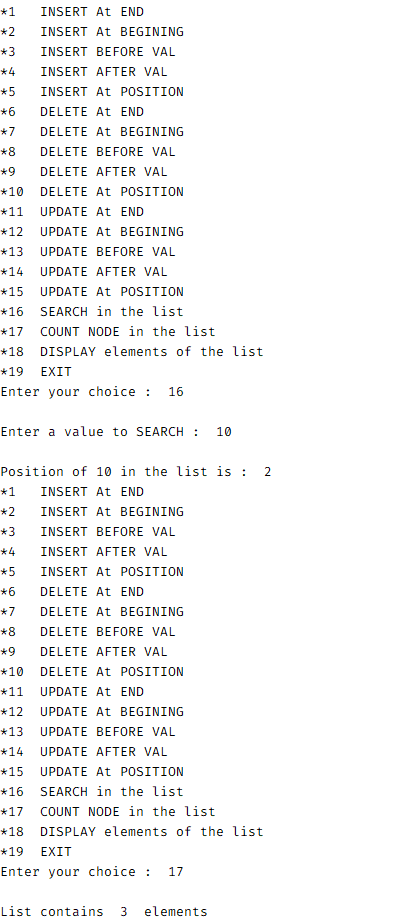 *1   INSERT At END
*2   INSERT At BEGINING
*3   INSERT BEFORE VAL
*4   INSERT AFTER VAL
*5   INSERT At POSITION
*6   DELETE At END
*7   DELETE At BEGINING
*8   DELETE BEFORE VAL
*9   DELETE AFTER VAL
*10  DELETE At POSITION
*11  UPDATE At END
*12  UPDATE At BEGINING
*13  UPDATE BEFORE VAL
*14  UPDATE AFTER VAL
*15  UPDATE At POSITION
*16  SEARCH in the list
*17  COUNT NODE in the list
*18  DISPLAY elements of the list
*19  EXIT
Enter your choice :  16
Enter a value to SEARCH :  10
Position of 10 in the list is :  2
*1   INSERT At END
*2   INSERT At BEGINING
*3   INSERT BEFORE VAL
*4   INSERT AFTER VAL
*5   INSERT At POSITION
*6   DELETE At END
*7   DELETE At BEGINING
*8   DELETE BEFORE VAL
*9   DELETE AFTER VAL
*10  DELETE At POSITION
*11  UPDATE At END
*12  UPDATE At BEGINING
*13  UPDATE BEFORE VAL
*14  UPDATE AFTER VAL
*15  UPDATE At POSITION
*16  SEARCH in the list
*17  COUNT NODE in the list
*18  DISPLAY elements of the list
*19  EXIT
Enter your choice :  17
List contains  3  elements